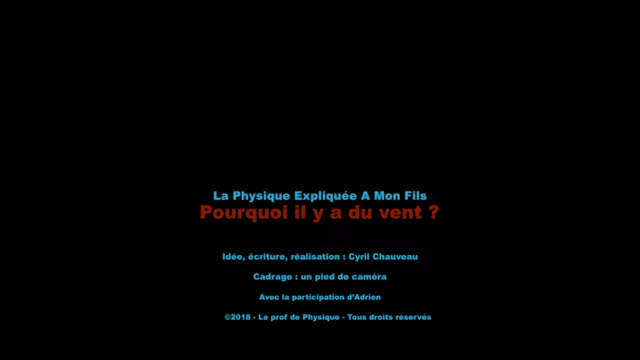 La Physique Expliquée A Mon Fils
Pourquoi il y a du vent ?
Idée, écriture, réalisation : Cyril Chauveau
Cadrage : un pied de caméra
Avec la participation d'Adrien
©2018 - Le prof de Physique - Tous droits réservés